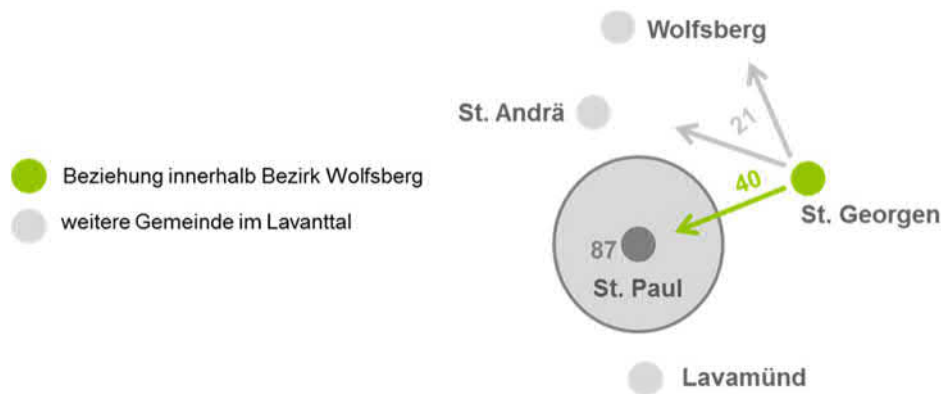 Wolfsberg
St. Andrä
21
Beziehung innerhalb Bezirk Wolfsberg
40
weitere Gemeinde im Lavanttal
St. Georgen
87
St. Paul
Lavamünd